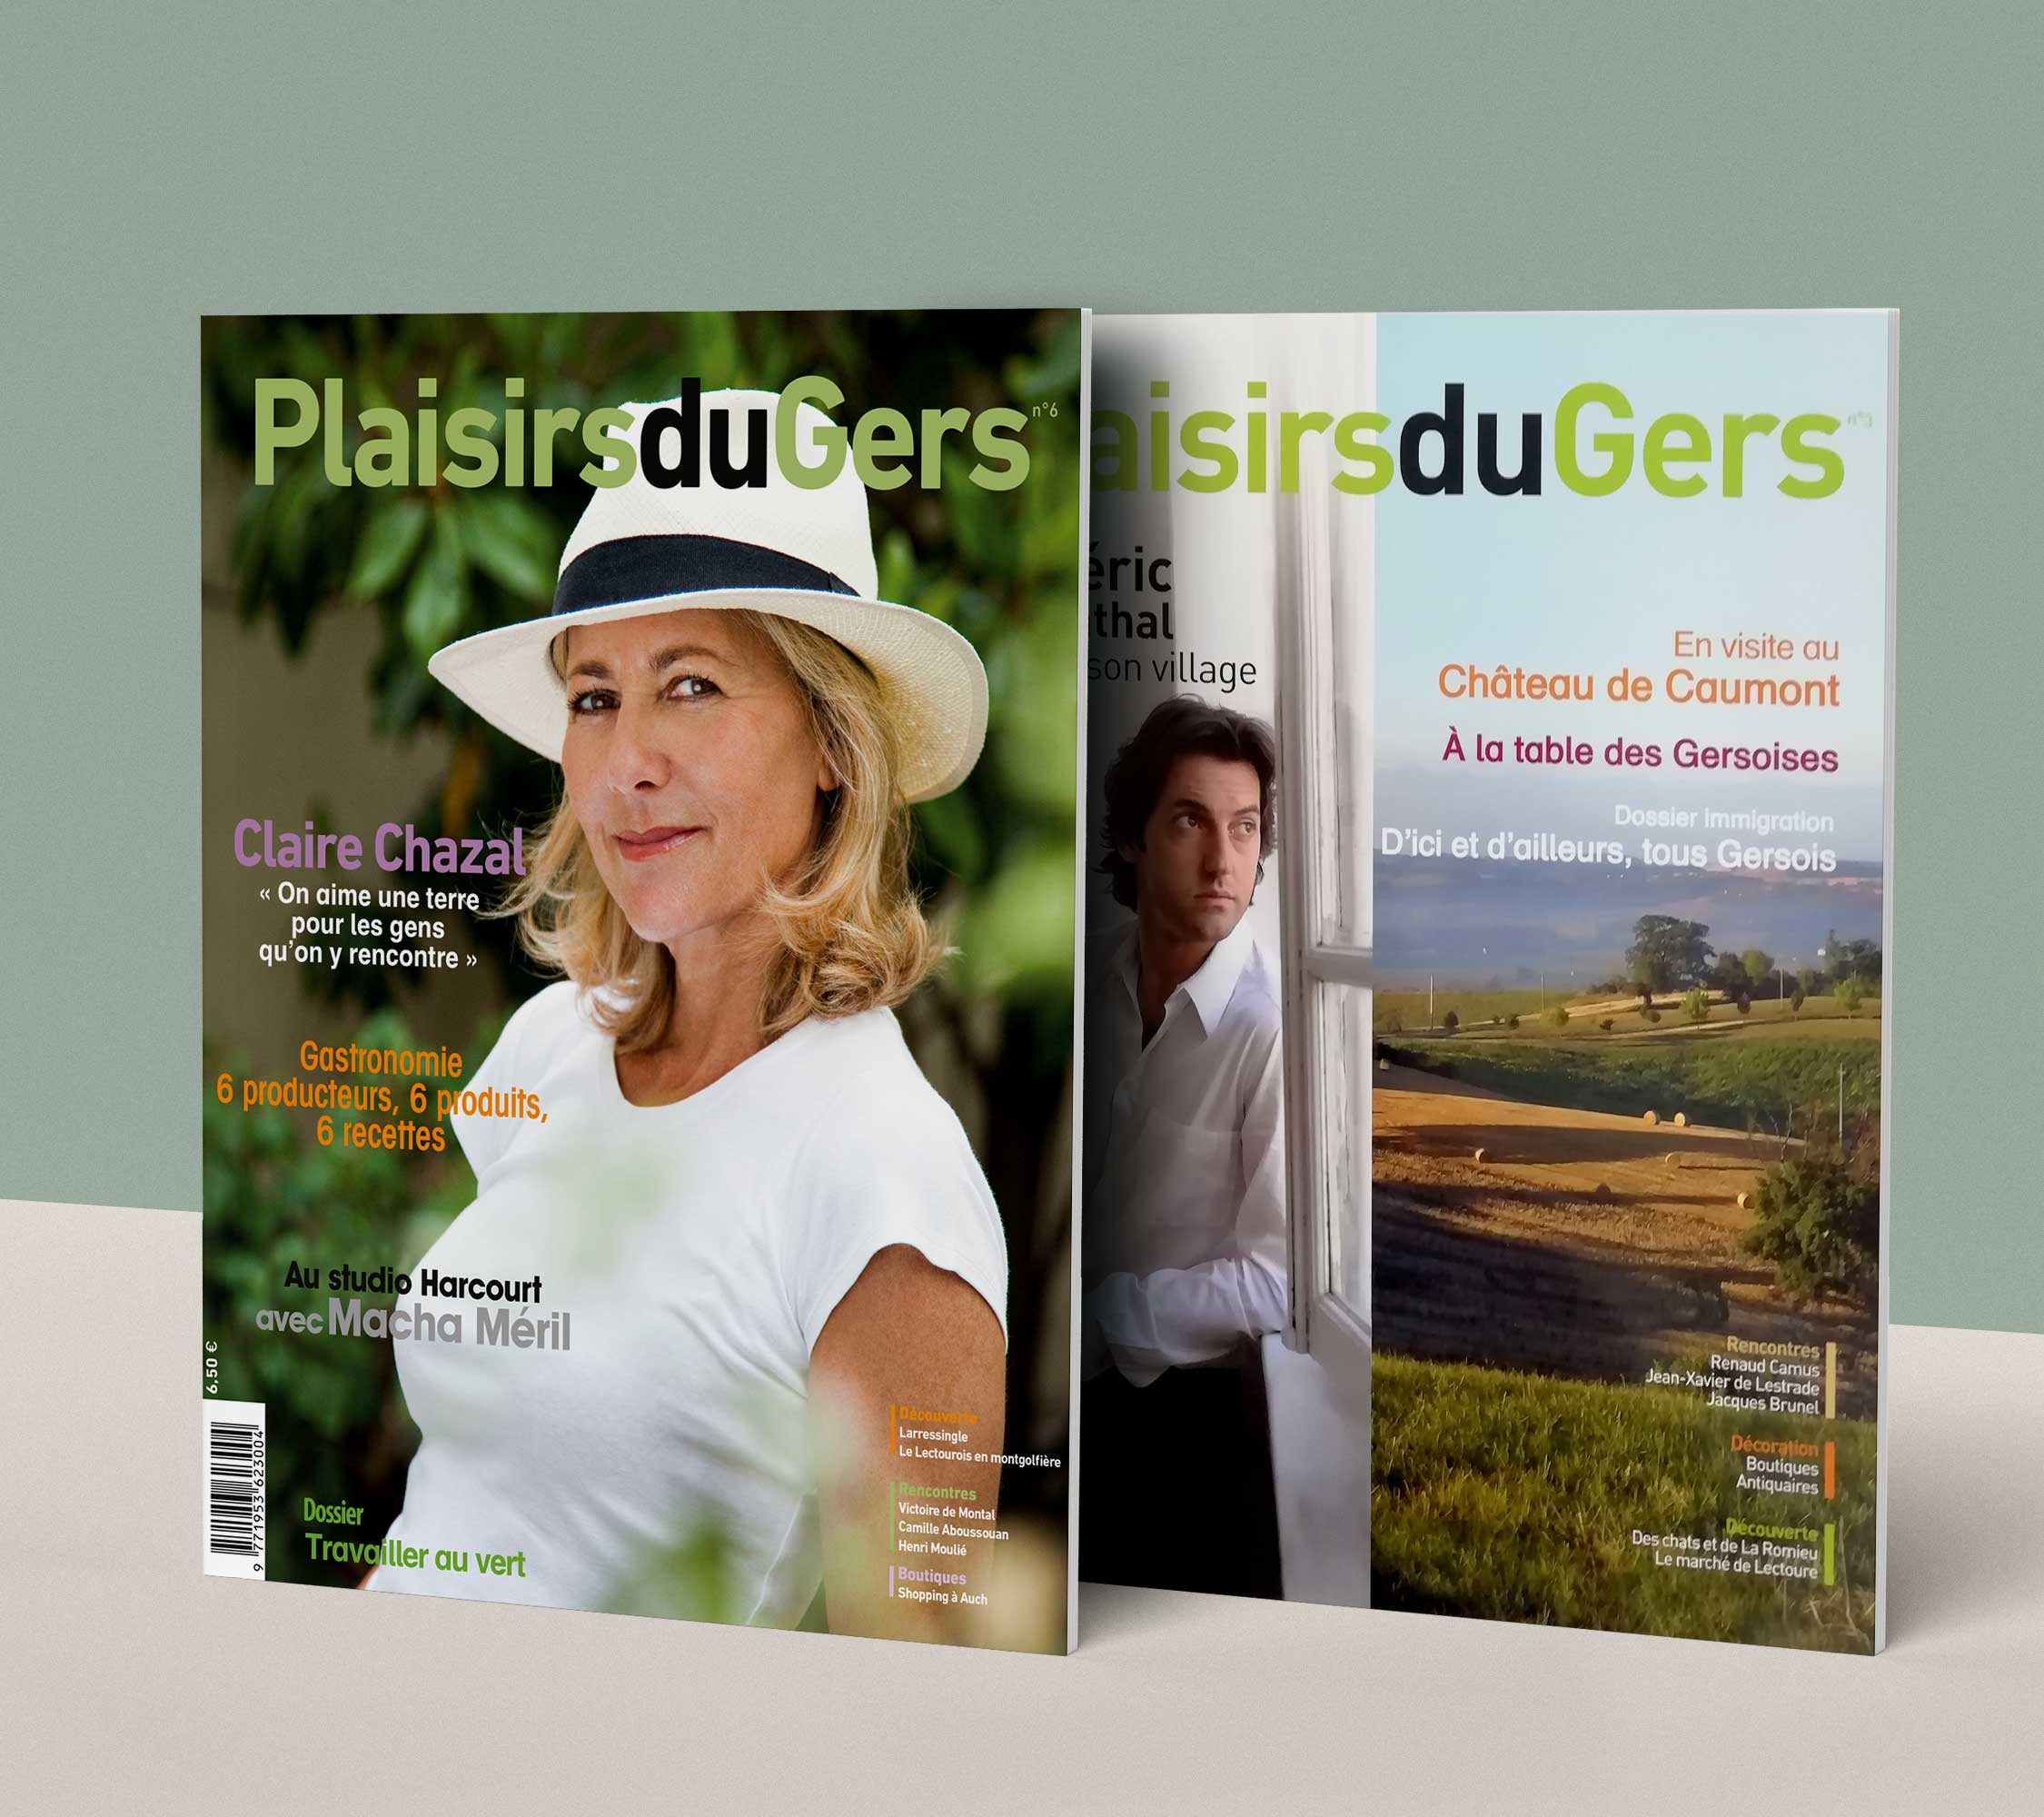 PlaisirsduGers n°6
Claire Chazal
« On aime une terre
pour les gens
qu'on y rencontre »
Gastronomie
6 producteurs, 6 produits,
6 recettes
Au studio Harcourt
avec Macha Méril
6,50 €
9 771953 623004
Dossier
Travailler au vert
Découverte
Larressingle
Le Lectourois en montgolfière
Rencontres
Victoire de Montal
Camille Aboussouan
Henri Moulié
Boutiques
Shopping à Auch
aisirsduGers
éric
thal
son village
En visite au
Château de Caumont
À la table des Gersoises
Dossier immigration
D'ici et d'ailleurs, tous Gersois
Rencontres
Renaud Camus
Jean-Xavier de Lestrade
Jacques Brunel
Décoration
Boutiques
Antiquaires
Découverte
Des chats et de La Romieu
Le marché de Lectoure